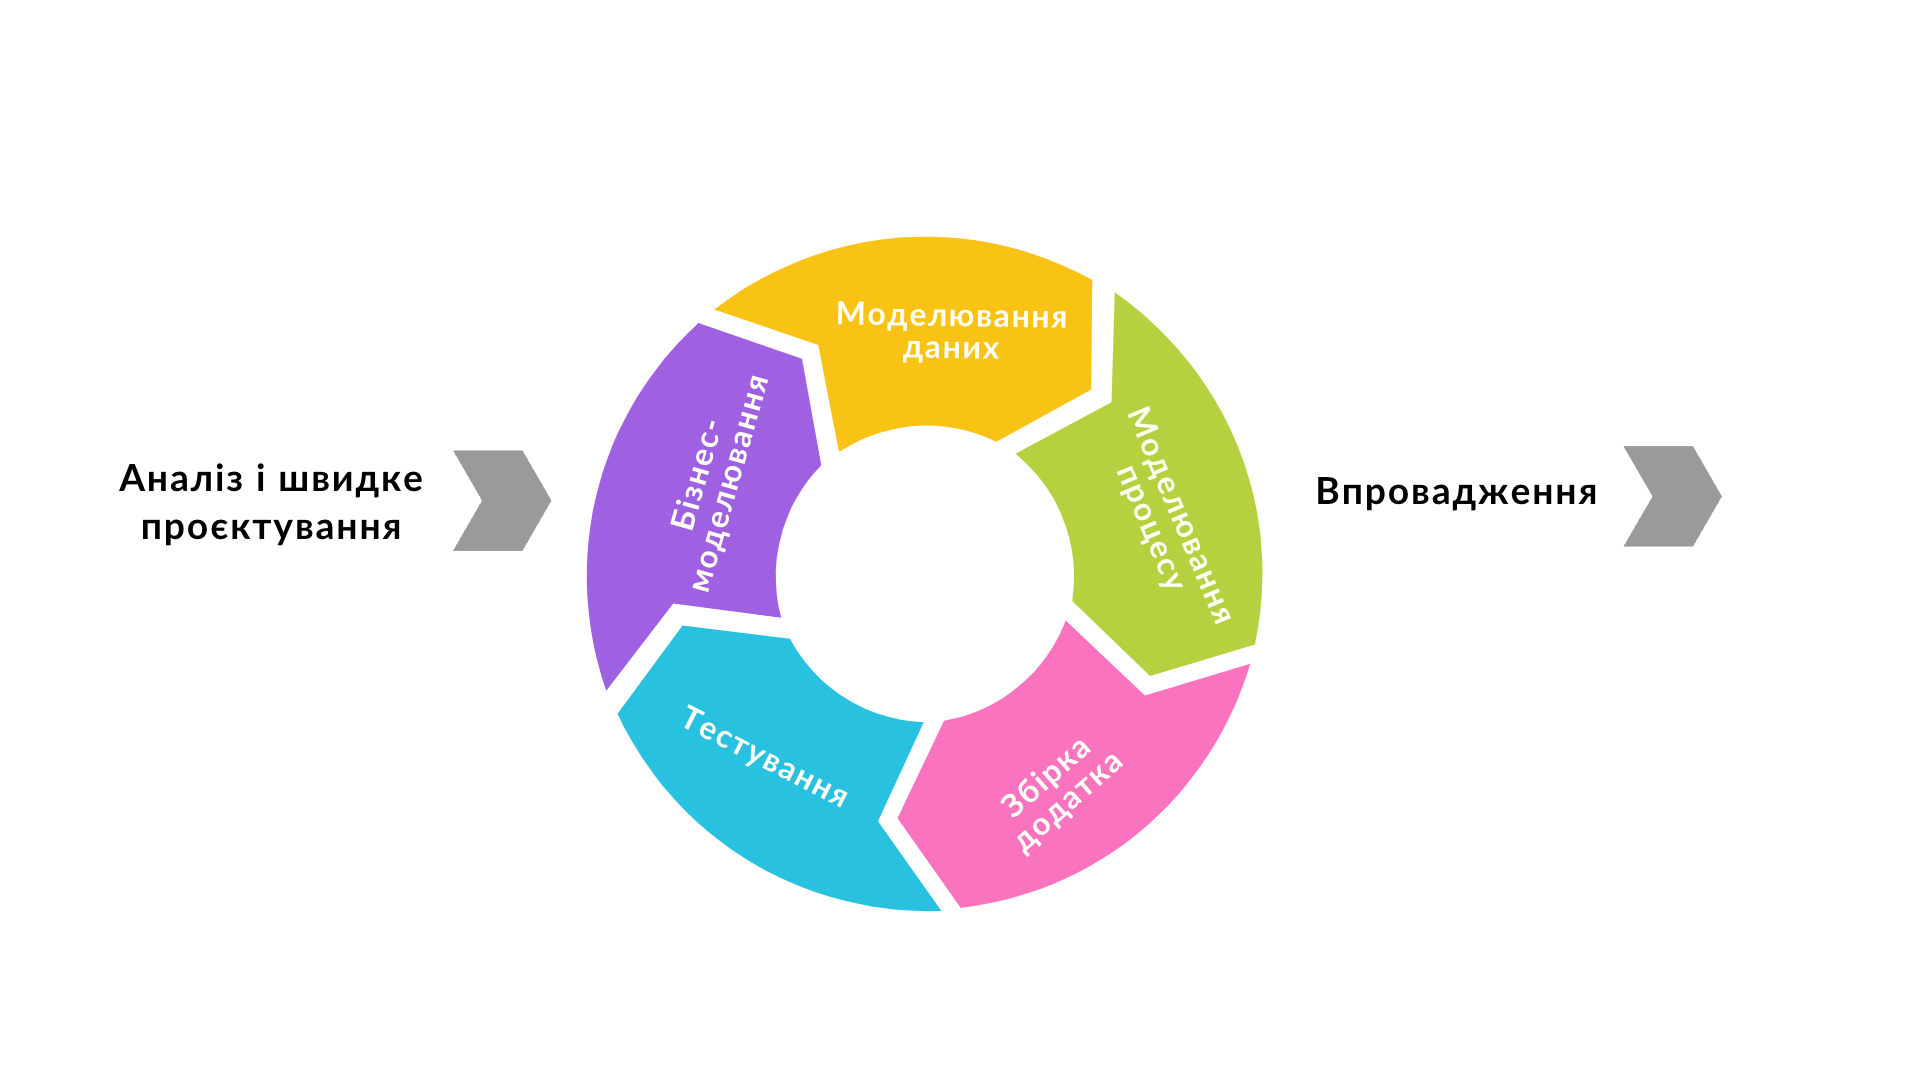 Аналіз і швидке
проєктування
Бізнес-
моделювання
Моделювання
даних
Моделювання
процесу
Збірка
додатка
Тестування
Впровадження